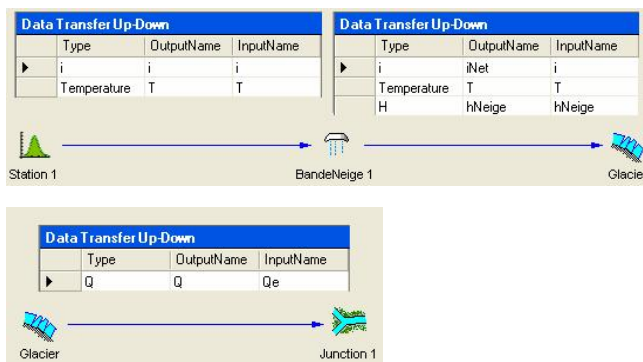 Data Transfer Up-Down
Type OutputName InputName
i i i
Temperature T T
Data Transfer Up-Down
Type OutputName InputName
i iNet i
Temperature T T
H hNeige hNeige
Station 1
BandeNeige 1
Glacie
Data Transfer Up-Down
Type OutputName InputName
Q Q Qe
Glacier
Junction 1